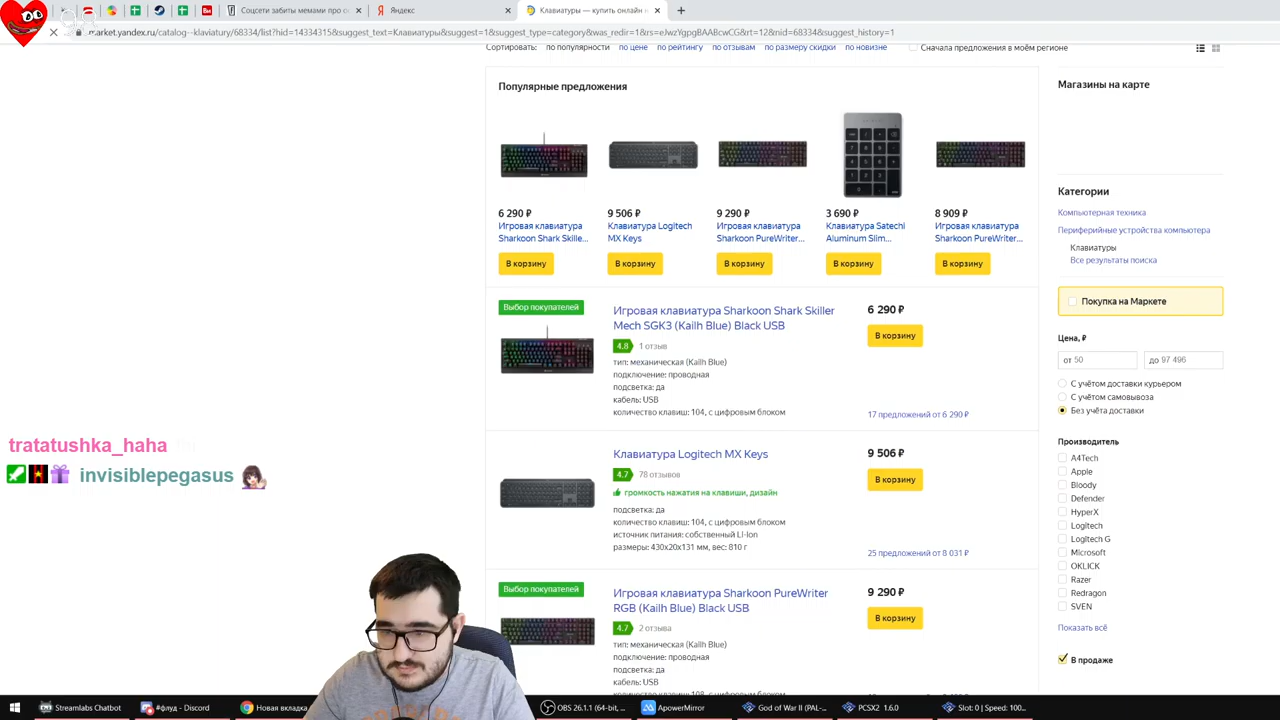 Соцсети забиты мемами про ос
Яндекс
Клавиатуры — купить онлайн н
market.yandex.ru/catalog--klaviatury/68334/list?hid=14334315&suggest_text=Клавиатуры&suggest=1&suggest_type=category&was_redir=1&rs=eJwzYgpgBAABcwCG&rt=12&nid=68334&suggest_history=1
Сортировать: по популярности по цене по рейтингу по отзывам по размеру скидки по новизне Сначала предложения в моём регионе
Популярные предложения
6 290 ₽
Игровая клавиатура
Sharkoon Shark Skille...
В корзину
9 506 ₽
Клавиатура Logitech
MX Keys
В корзину
9 290 ₽
Игровая клавиатура
Sharkoon PureWriter...
В корзину
3 690 ₽
Клавиатура Satechi
Aluminum Slim...
В корзину
8 909 ₽
Игровая клавиатура
Sharkoon PureWriter...
В корзину
Выбор покупателей
Игровая клавиатура Sharkoon Shark Skiller
Mech SGK3 (Kailh Blue) Black USB
4.8 1 отзыв
тип: механическая (Kailh Blue)
подключение: проводная
подсветка: да
кабель: USB
количество клавиш: 104, с цифровым блоком
6 290 ₽
В корзину
17 предложений от 6 290 ₽
Клавиатура Logitech MX Keys
4.7 78 отзывов
громкость нажатия на клавиши, дизайн
подсветка: да
количество клавиш: 104, с цифровым блоком
источник питания: собственный Li-Ion
размеры: 430x20x131 мм, вес: 810 г
9 506 ₽
В корзину
25 предложений от 8 031 ₽
Выбор покупателей
Игровая клавиатура Sharkoon PureWriter
RGB (Kailh Blue) Black USB
4.7 2 отзыва
тип: механическая (Kailh Blue)
подключение: проводная
подсветка: да
кабель: USB
9 290 ₽
В корзину
Магазины на карте
Категории
Компьютерная техника
Периферийные устройства компьютера
Клавиатуры
Все результаты поиска
Покупка на Маркете
Цена, ₽
от 50 до 97 496
С учётом доставки курьером
С учётом самовывоза
Без учёта доставки
Производитель
A4Tech
Apple
Bloody
Defender
HyperX
Logitech
Logitech G
Microsoft
OKLICK
Razer
Redragon
SVEN
Показать всё
В продаже
tratatushka_haha
invisiblepegasus
Streamlabs Chatbot #флуд - Discord Новая вкладка OBS 26.1.1 (64-bit, ... ApowerMirror God of War II (PAL-... PCSX2 1.6.0 Slot: 0 | Speed: 100...